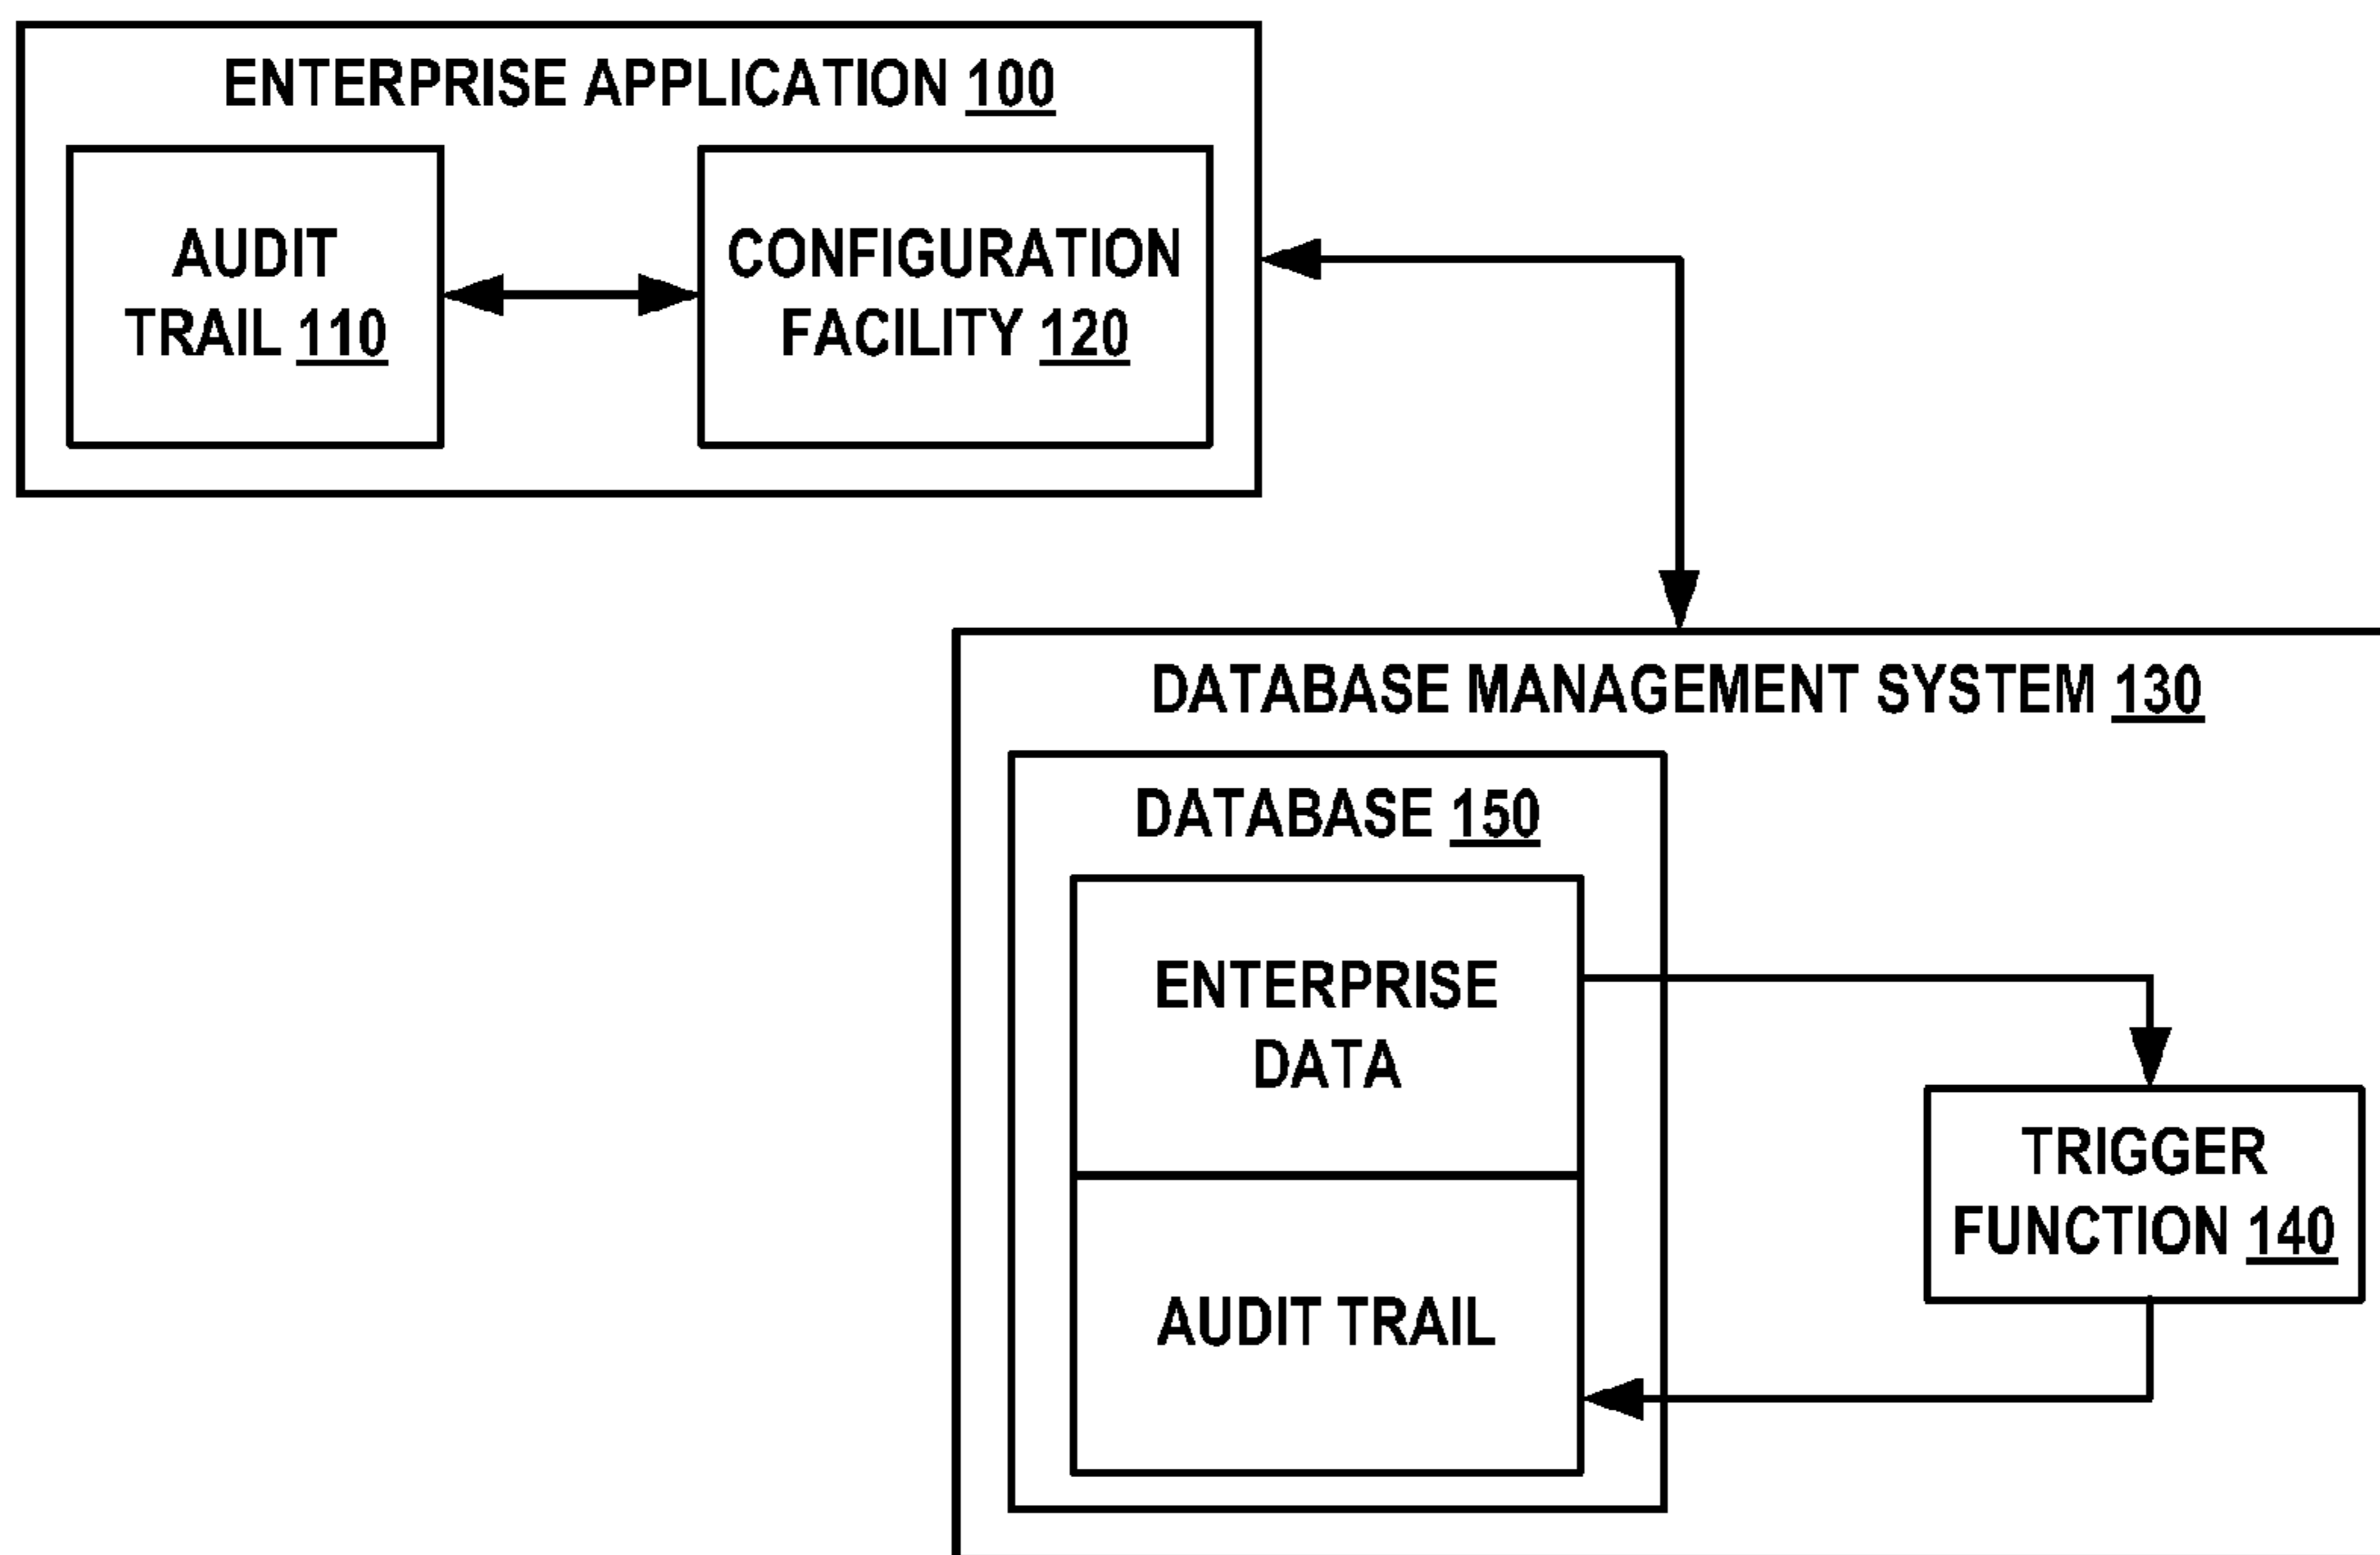 ENTERPRISE APPLICATION 100
AUDIT
TRAIL 110
CONFIGURATION
FACILITY 120
DATABASE MANAGEMENT SYSTEM 130
DATABASE 150
ENTERPRISE
DATA
TRIGGER
FUNCTION 140
AUDIT TRAIL